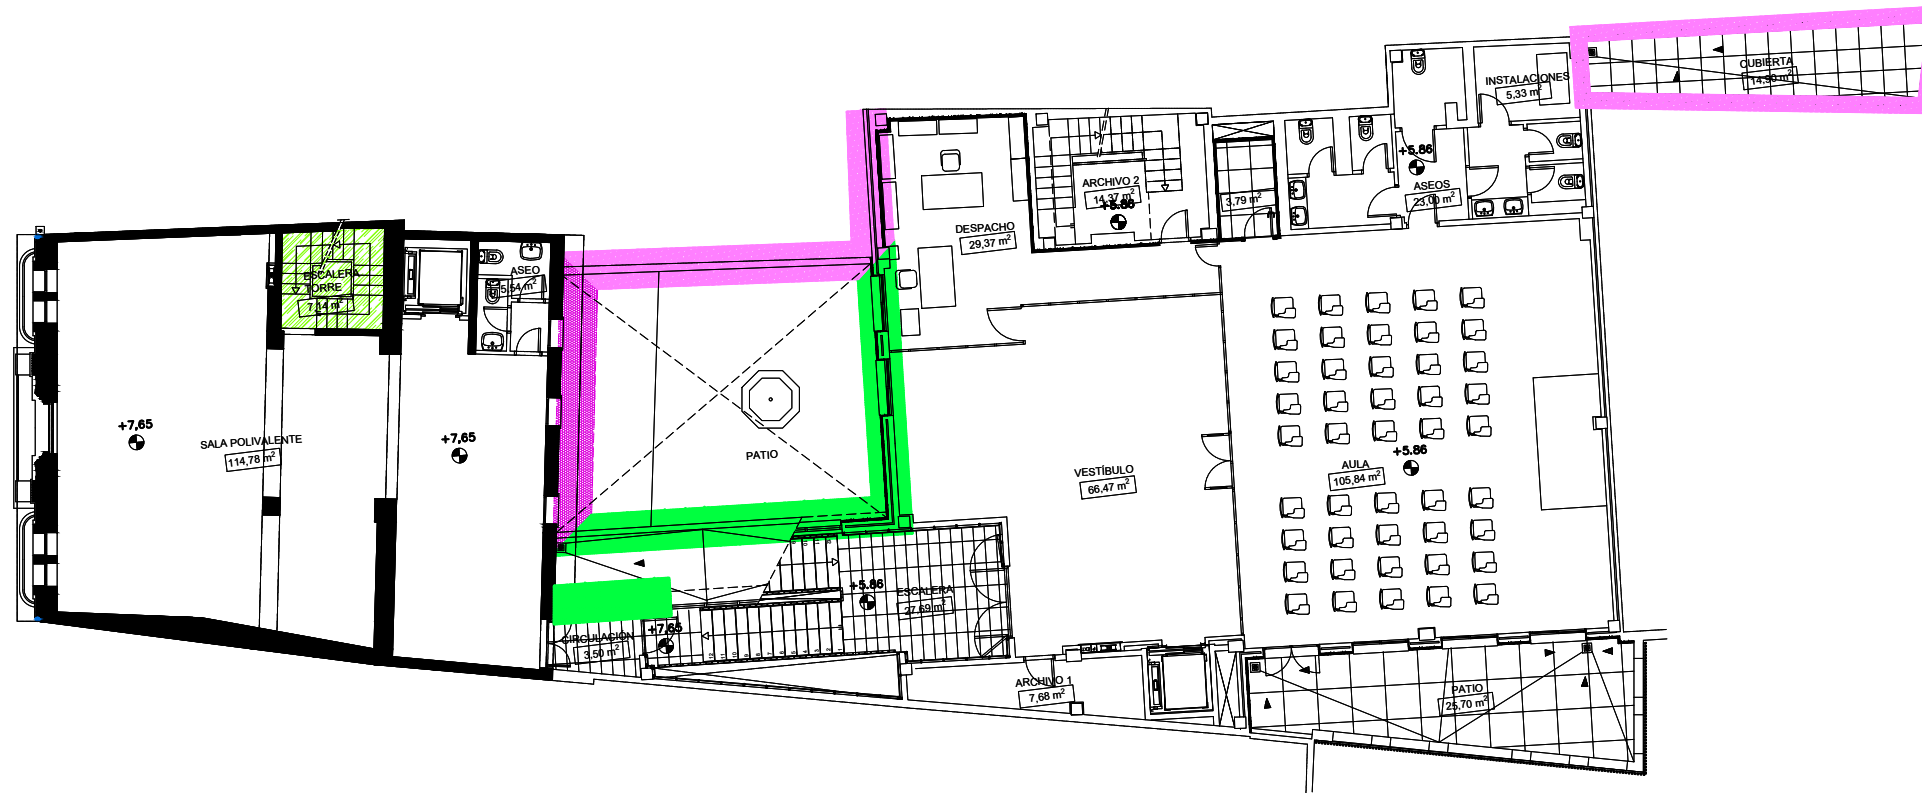 CUBIERTA
14,90 m²
INSTALACIONES
5,33 m²
+5.86
ASEOS
23,00 m²
ARCHIVO 2
14,37 m²
+5.86
3,79 m²
DESPACHO
29,37 m²
ASEO
5,54 m²
ESCALERA
TORRE
7,14 m²
+7,65
SALA POLIVALENTE
114,78 m²
+7,65
PATIO
VESTÍBULO
66,47 m²
+5.86
AULA
105,84 m²
+5.86
ESCALERA
27,69 m²
+7,65
CIRCULACIÓN
3,50 m²
ARCHIVO 1
7,68 m²
PATIO
25,70 m²